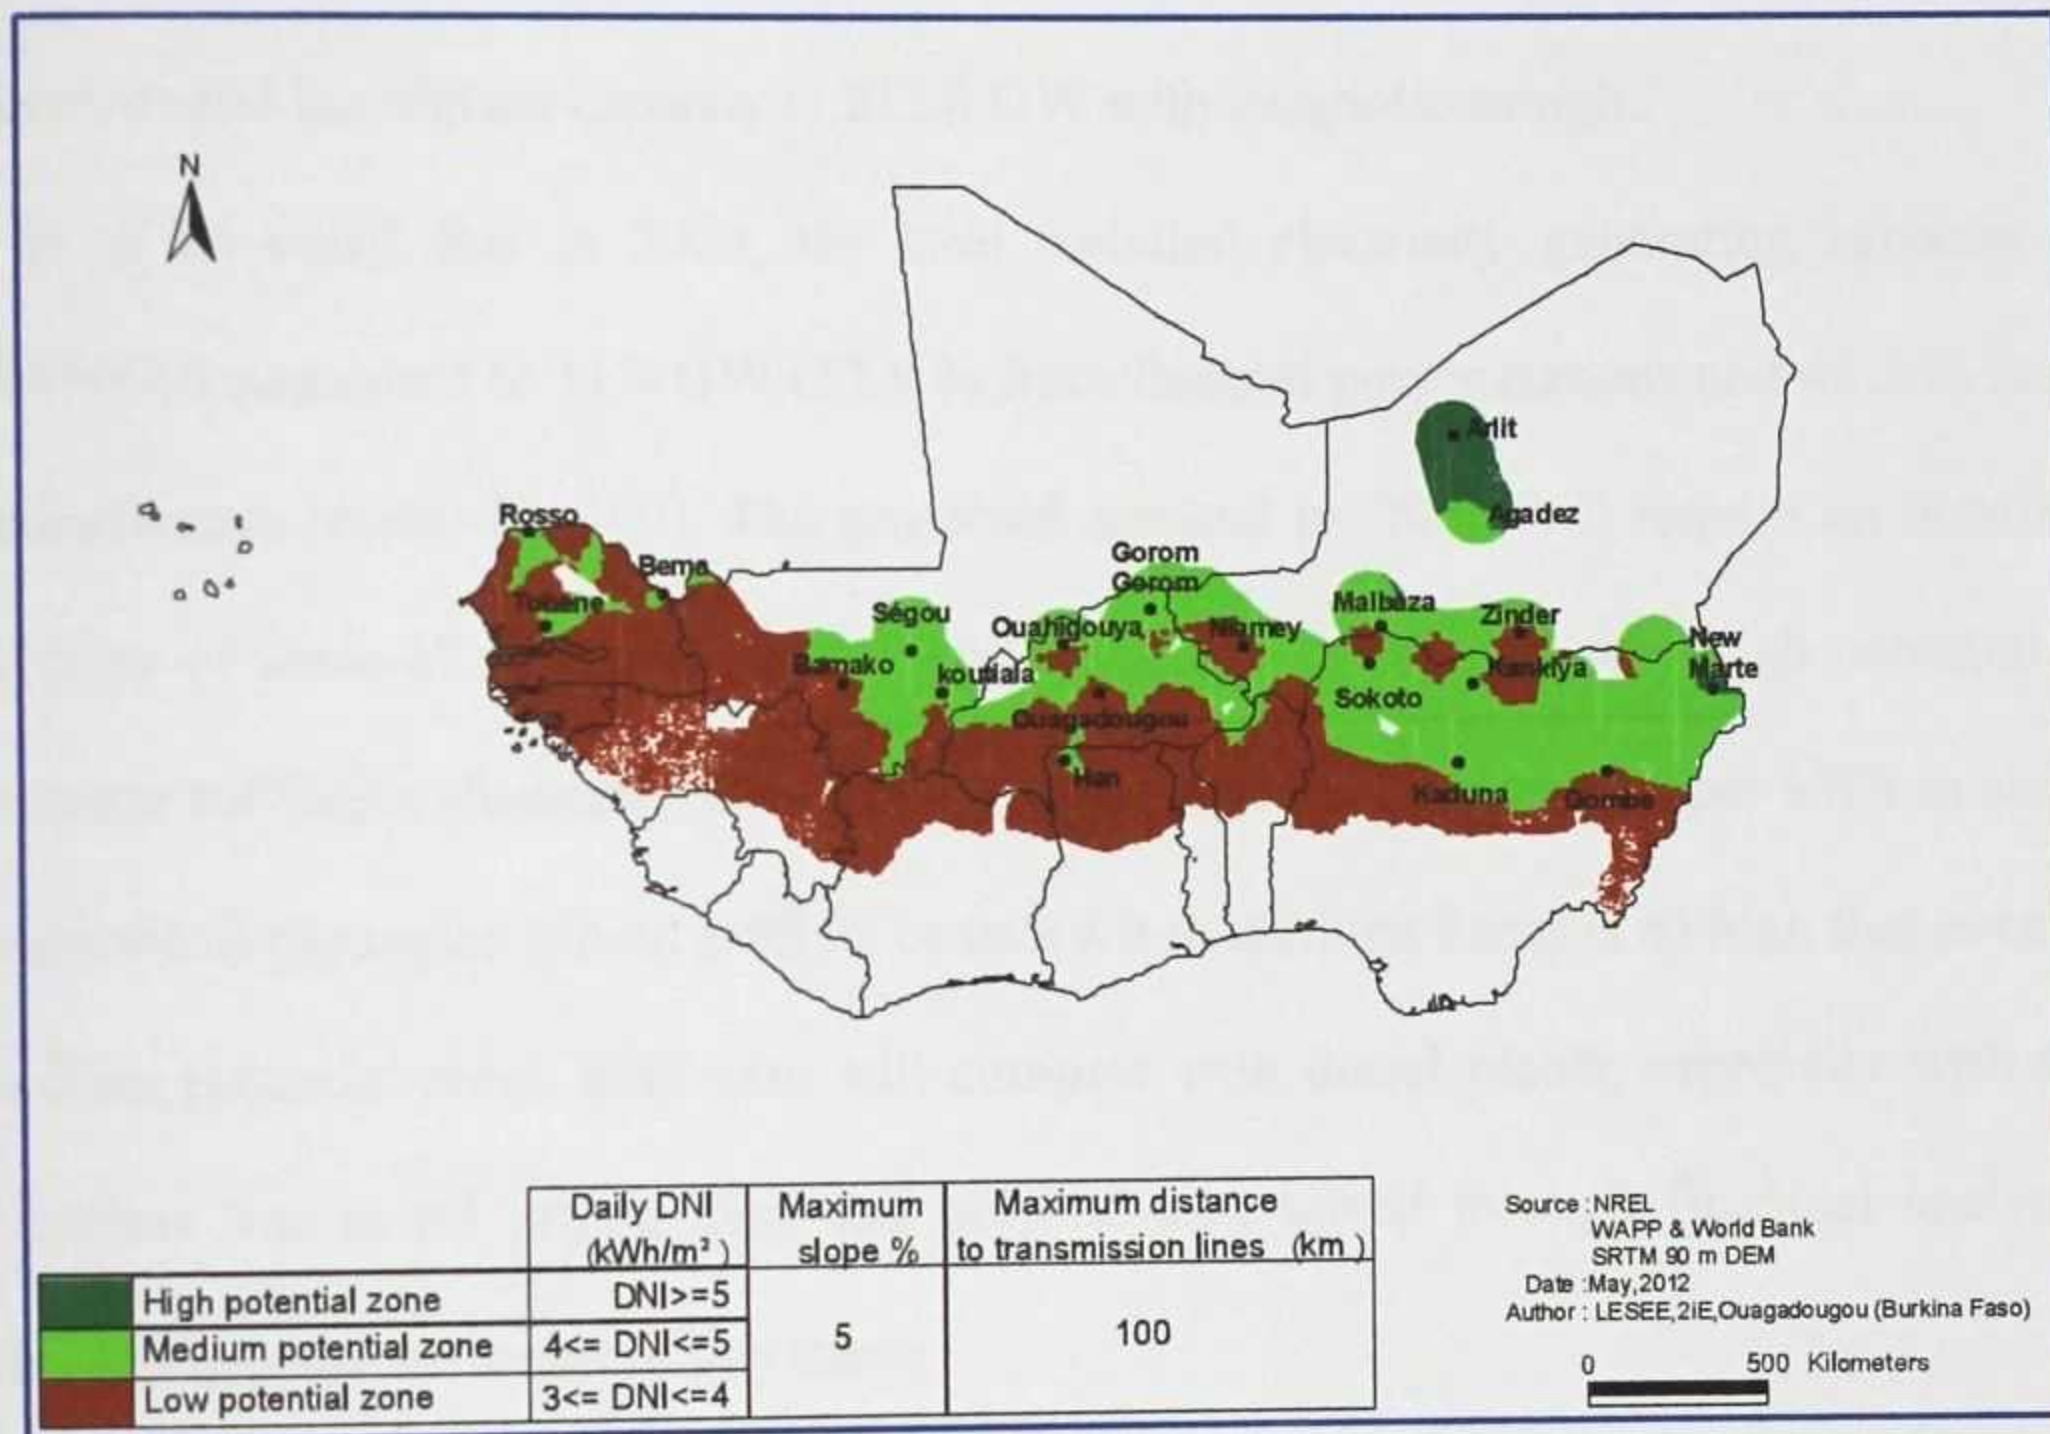 N
Arlit
Agadez
Rosso
Bema
Gorom
Gorom
Tobene
Ségou
Ouahigouya
Niamey
Malbaza
Zinder
New
Marte
Bamako
koutiala
Kankiya
Sokoto
Ouagadougou
Han
Kaduna
Dombe
Daily DNI
(kWh/m²)
Maximum
slope %
Maximum distance
to transmission lines (km)
High potential zone
DNI>=5
Medium potential zone
4<= DNI<=5
5
100
Low potential zone
3<= DNI<=4
Source :NREL
WAPP & World Bank
SRTM 90 m DEM
Date :May,2012
Author : LESEE,2iE,Ouagadougou (Burkina Faso)
0 500 Kilometers